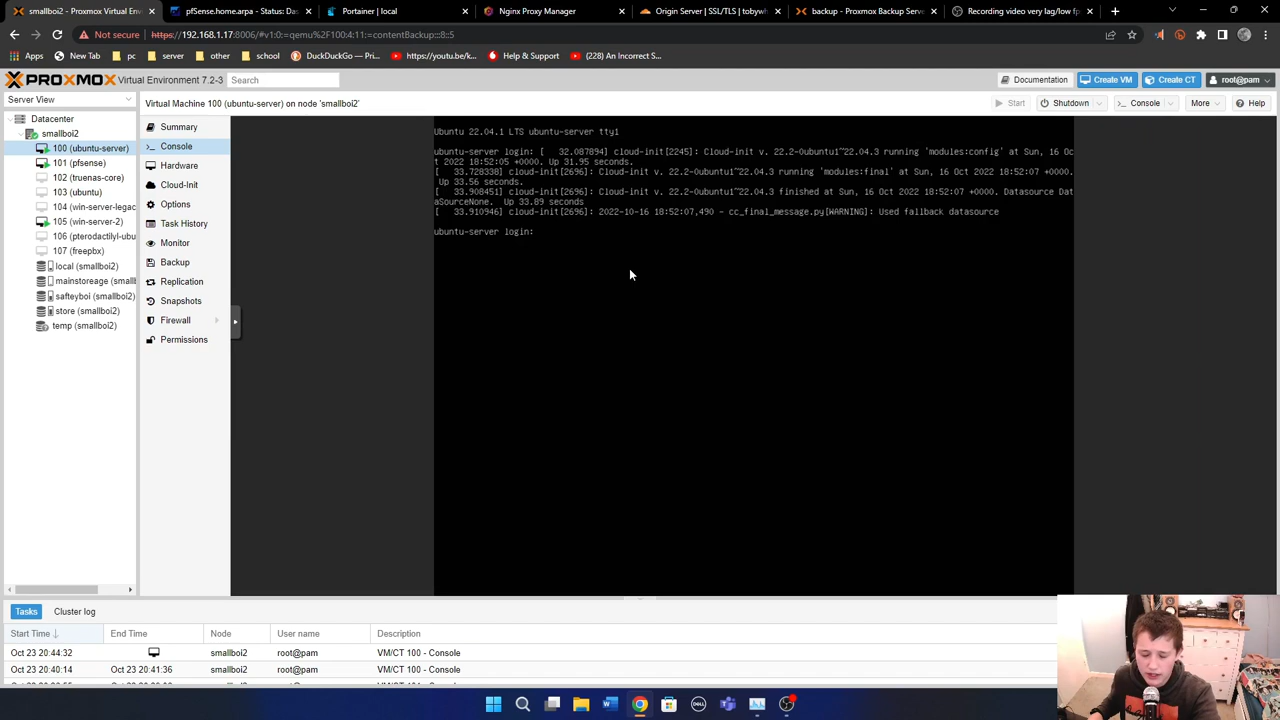 smallboi2 - Proxmox Virtual Env
pfSense.home.arpa - Status: Das
Portainer | local
Nginx Proxy Manager
Origin Server | SSL/TLS | tobywh
backup - Proxmox Backup Serve
Recording video very lag/low fp
Not secure
https://192.168.1.17:8006/#v1:0:=qemu%2F100:4:11:=contentBackup:::8::5
Apps
New Tab
pc
server
other
school
DuckDuckGo — Pri...
https://youtu.be/k...
Help & Support
(228) An Incorrect S...
PROXMOX
Virtual Environment 7.2-3
Search
Documentation
Create VM
Create CT
root@pam
Server View
Virtual Machine 100 (ubuntu-server) on node 'smallboi2'
Start
Shutdown
Console
More
Help
Datacenter
smallboi2
100 (ubuntu-server)
101 (pfsense)
102 (truenas-core)
103 (ubuntu)
104 (win-server-legac
105 (win-server-2)
106 (pterodactilyl-ubu
107 (freepbx)
local (smallboi2)
mainstoreage (small
safteyboi (smallboi2)
store (smallboi2)
temp (smallboi2)
Summary
Console
Hardware
Cloud-Init
Options
Task History
Monitor
Backup
Replication
Snapshots
Firewall
Permissions
Ubuntu 22.04.1 LTS ubuntu-server tty1
ubuntu-server login: [   32.087894] cloud-init[2245]: Cloud-init v. 22.2-0ubuntu1~22.04.3 running 'modules:config' at Sun, 16 Oc
t 2022 18:52:05 +0000. Up 31.95 seconds.
[   33.728338] cloud-init[2696]: Cloud-init v. 22.2-0ubuntu1~22.04.3 running 'modules:final' at Sun, 16 Oct 2022 18:52:07 +0000.
Up 33.56 seconds.
[   33.908451] cloud-init[2696]: Cloud-init v. 22.2-0ubuntu1~22.04.3 finished at Sun, 16 Oct 2022 18:52:07 +0000. Datasource Dat
aSourceNone.  Up 33.89 seconds
[   33.910946] cloud-init[2696]: 2022-10-16 18:52:07,490 - cc_final_message.py[WARNING]: Used fallback datasource
ubuntu-server login:
Tasks
Cluster log
Start Time
End Time
Node
User name
Description
Oct 23 20:44:32
smallboi2
root@pam
VM/CT 100 - Console
Oct 23 20:40:14
Oct 23 20:41:36
smallboi2
root@pam
VM/CT 100 - Console